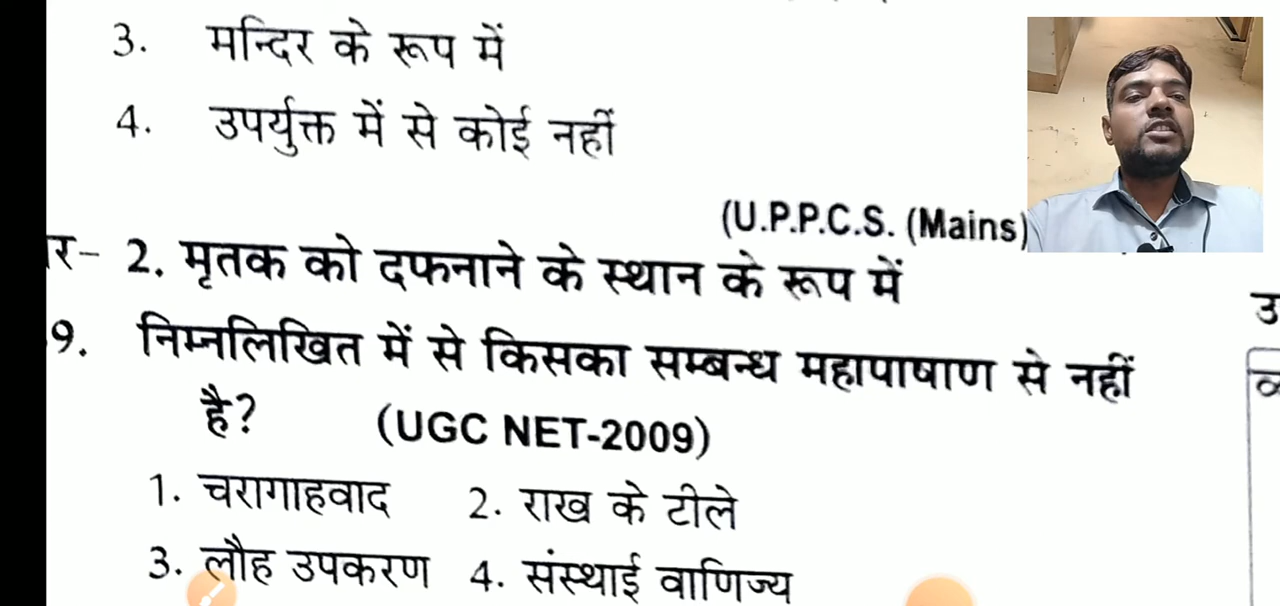 3. मन्दिर के रूप में
4. उपर्युक्त में से कोई नहीं
(U.P.P.C.S. (Mains)
र– 2. मृतक को दफनाने के स्थान के रूप में
9. निम्नलिखित में से किसका सम्बन्ध महापाषाण से नहीं
है? (UGC NET-2009)
1. चरागाहवाद 2. राख के टीले
3. लौह उपकरण 4. संस्थाई वाणिज्य